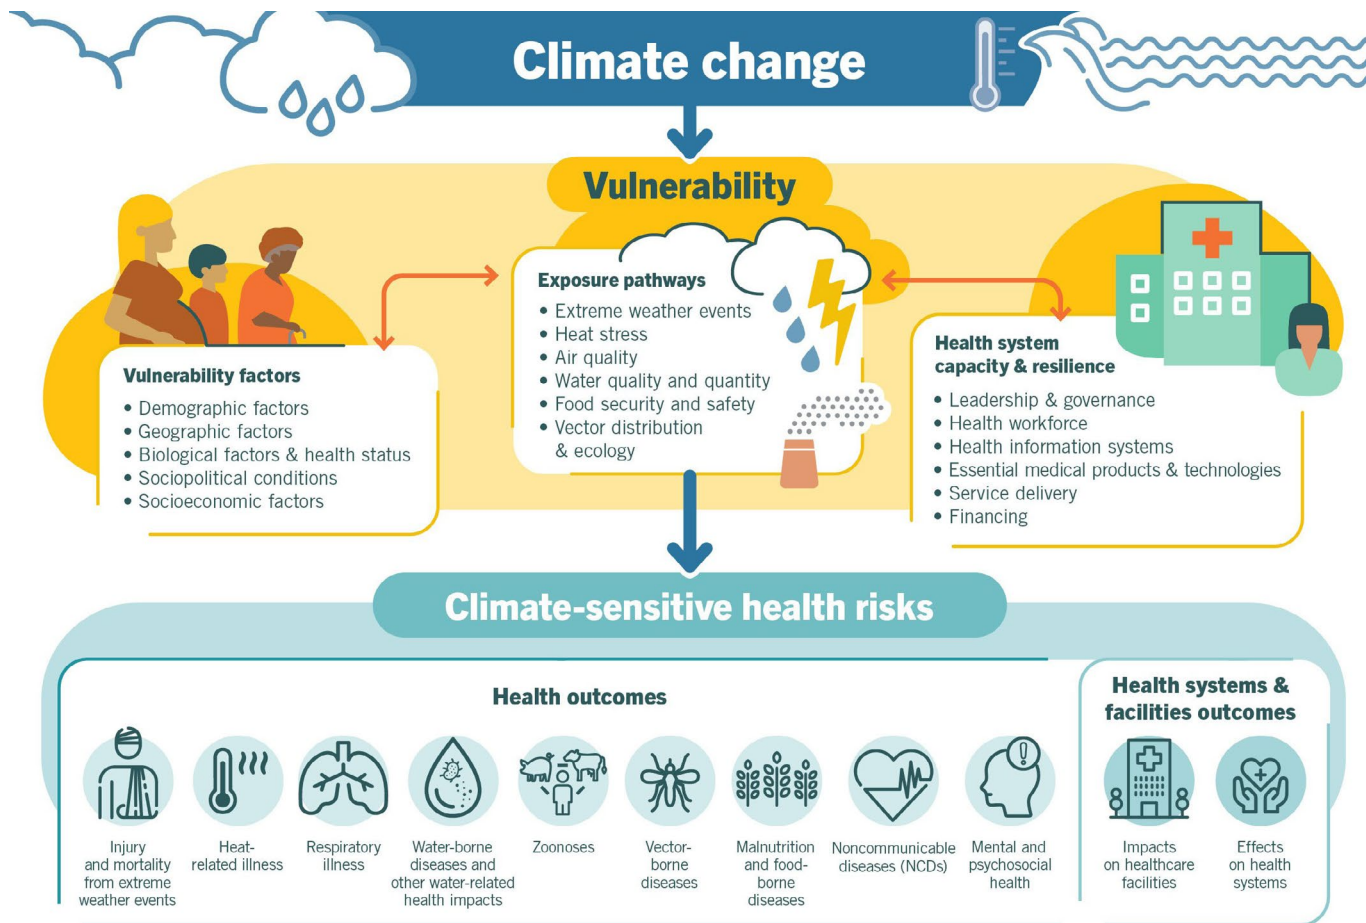 Climate change
Vulnerability
Vulnerability factors
• Demographic factors
• Geographic factors
• Biological factors & health status
• Sociopolitical conditions
• Socioeconomic factors
Exposure pathways
• Extreme weather events
• Heat stress
• Air quality
• Water quality and quantity
• Food security and safety
• Vector distribution
& ecology
Health system
capacity & resilience
• Leadership & governance
• Health workforce
• Health information systems
• Essential medical products & technologies
• Service delivery
• Financing
Climate-sensitive health risks
Health outcomes
Injury
and mortality
from extreme
weather events
Heat-
related illness
Respiratory
illness
Water-borne
diseases and
other water-related
health impacts
Zoonoses
Vector-
borne
diseases
Malnutrition
and food-
borne
diseases
Noncommunicable
diseases (NCDs)
Mental and
psychosocial
health
Health systems &
facilities outcomes
Impacts
on healthcare
facilities
Effects
on health
systems